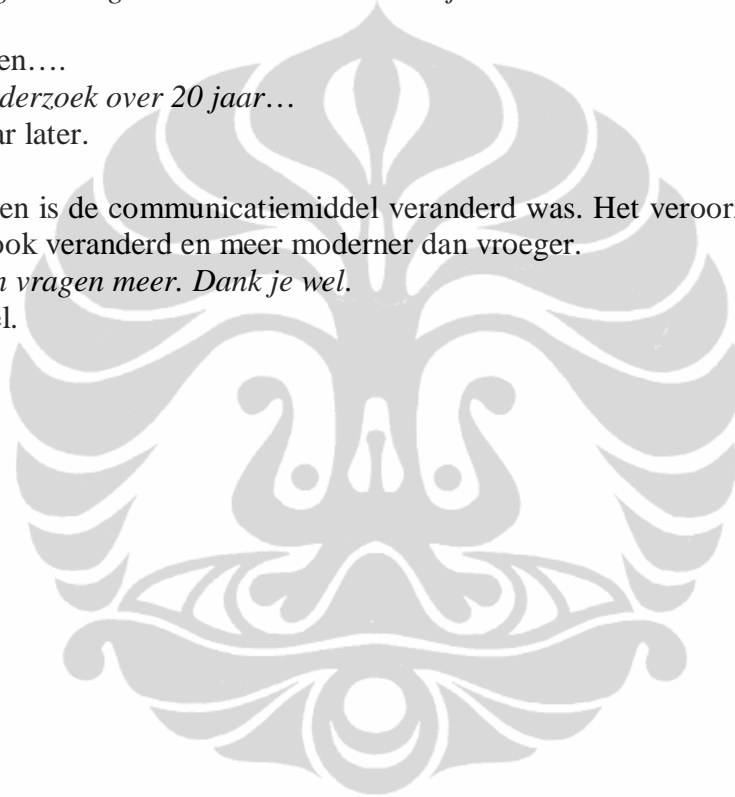 en….
derzoek over 20 jaar…
ar later.
en is de communicatiemiddel veranderd was. Het veroor
ook veranderd en meer moderner dan vroeger.
n vragen meer. Dank je wel.
el.